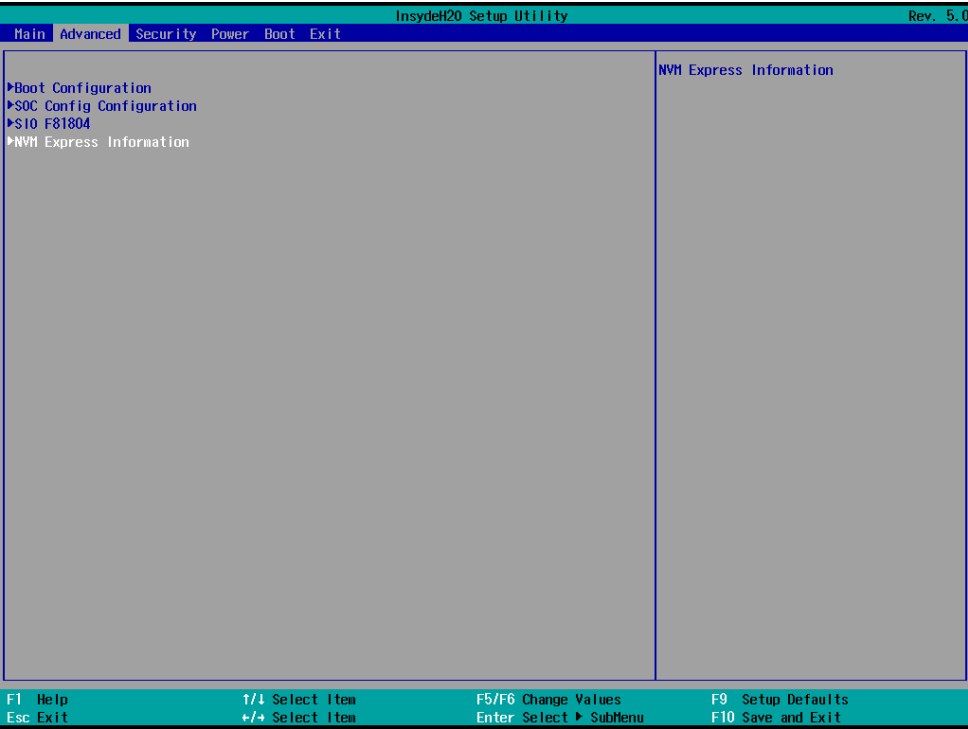 InsydeH20 Setup Utility Rev. 5.0
Main Advanced Security Power Boot Exit
▶Boot Configuration
▶SOC Config Configuration
▶SIO F81804
▶NVM Express Information
NVM Express Information
F1 Help ↑/↓ Select Item F5/F6 Change Values F9 Setup Defaults
Esc Exit ←/→ Select Item Enter Select ▶ SubMenu F10 Save and Exit